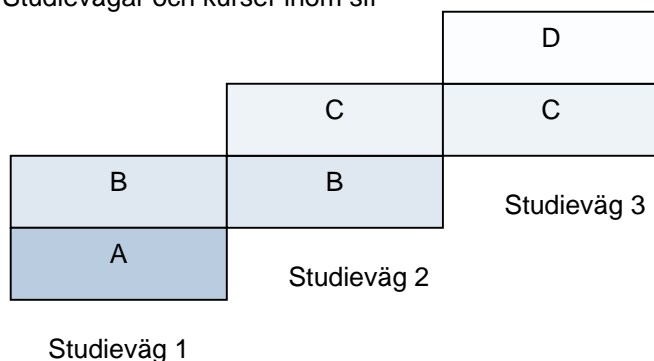 Studievägar och kurser inom sfi
D
C
C
B
B
Studieväg 3
A
Studieväg 2
Studieväg 1